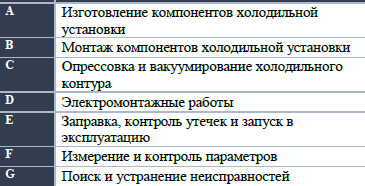 A Изготовление компонентов холодильной
установки
B Монтаж компонентов холодильной установки
C Опрессовка и вакуумирование холодильного
контура
D Электромонтажные работы
E Заправка, контроль утечек и запуск в
эксплуатацию
F Измерение и контроль параметров
G Поиск и устранение неисправностей